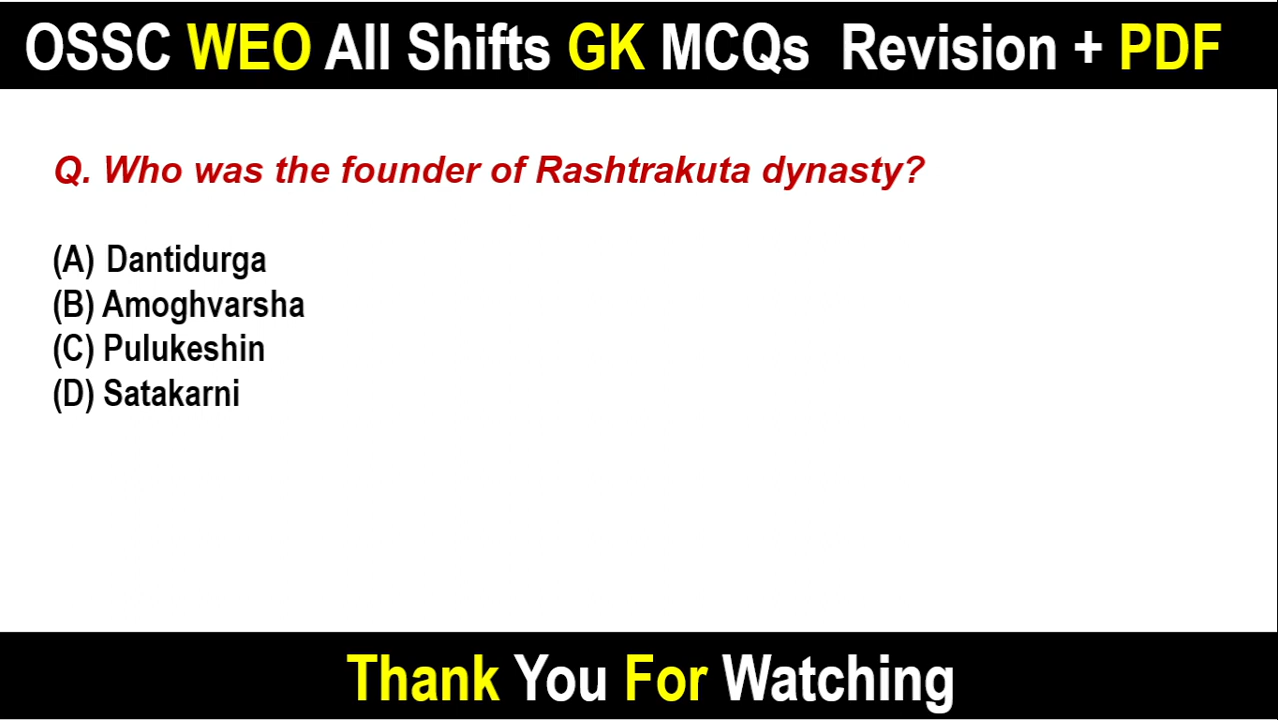 OSSC WEO All Shifts GK MCQs Revision + PDF
Q. Who was the founder of Rashtrakuta dynasty?
(A) Dantidurga
(B) Amoghvarsha
(C) Pulukeshin
(D) Satakarni
Thank You For Watching